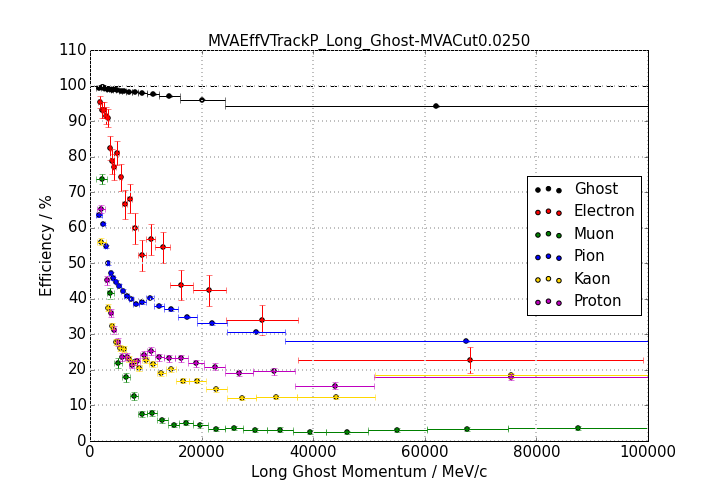 MVAEffVTrackP_Long_Ghost-MVACut0.0250
110
100
90
80
70
60
50
40
30
20
10
0
Efficiency / %
Ghost
Electron
Muon
Pion
Kaon
Proton
0 20000 40000 60000 80000 100000
Long Ghost Momentum / MeV/c